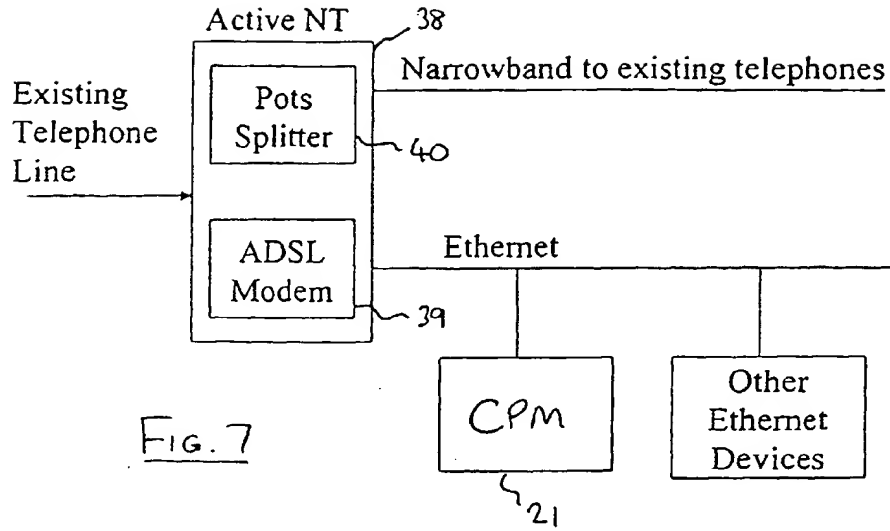 Active NT
38
Narrowband to existing telephones
Existing
Telephone
Line
Pots
Splitter
40
Ethernet
ADSL
Modem
39
CPM
21
Other
Ethernet
Devices
FIG. 7